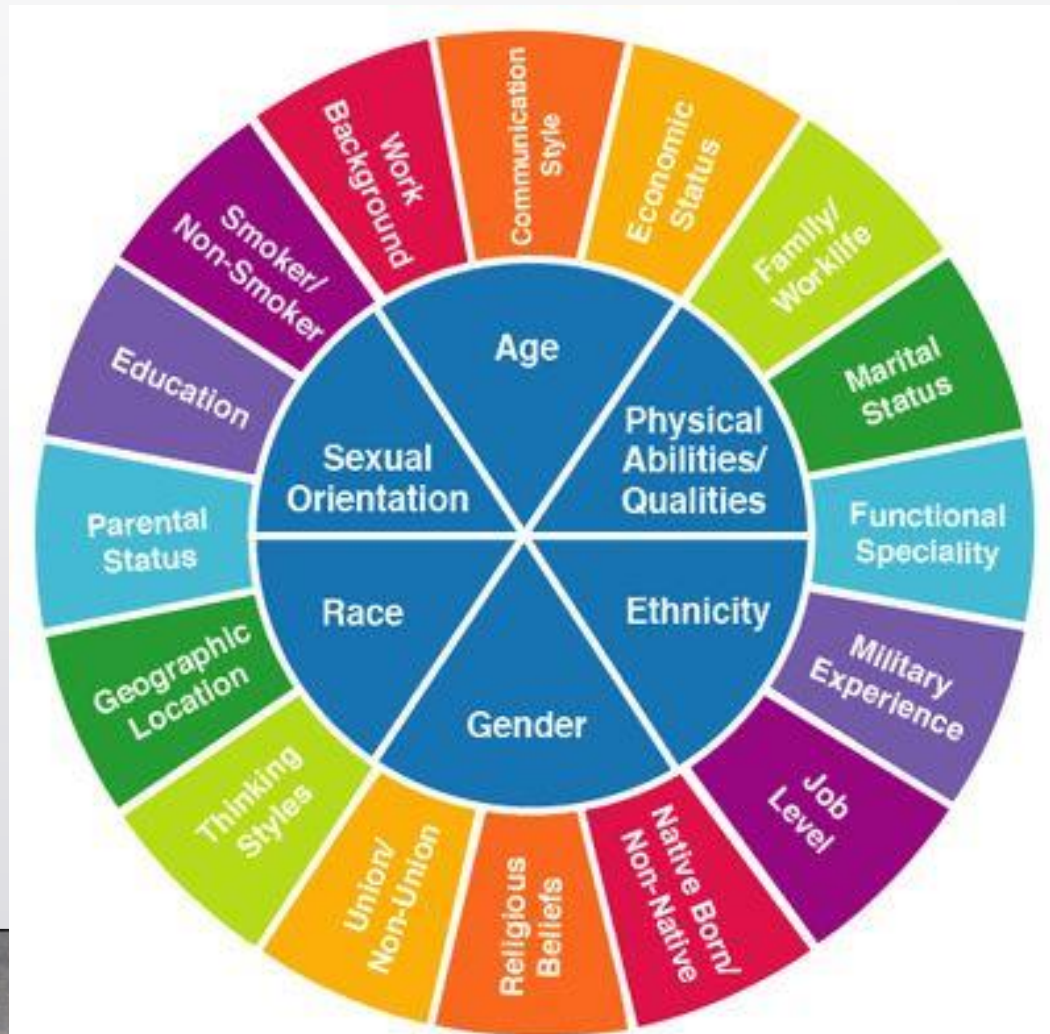 Communication
Style
Economic
Status
Family/
Worklife
Marital
Status
Functional
Speciality
Military
Experience
Job
Level
Native Born/
Non-Native
Religious
Beliefs
Union/
Non-Union
Thinking
Styles
Geographic
Location
Parental
Status
Education
Smoker/
Non-Smoker
Work
Background
Age
Physical
Abilities/
Qualities
Ethnicity
Gender
Race
Sexual
Orientation